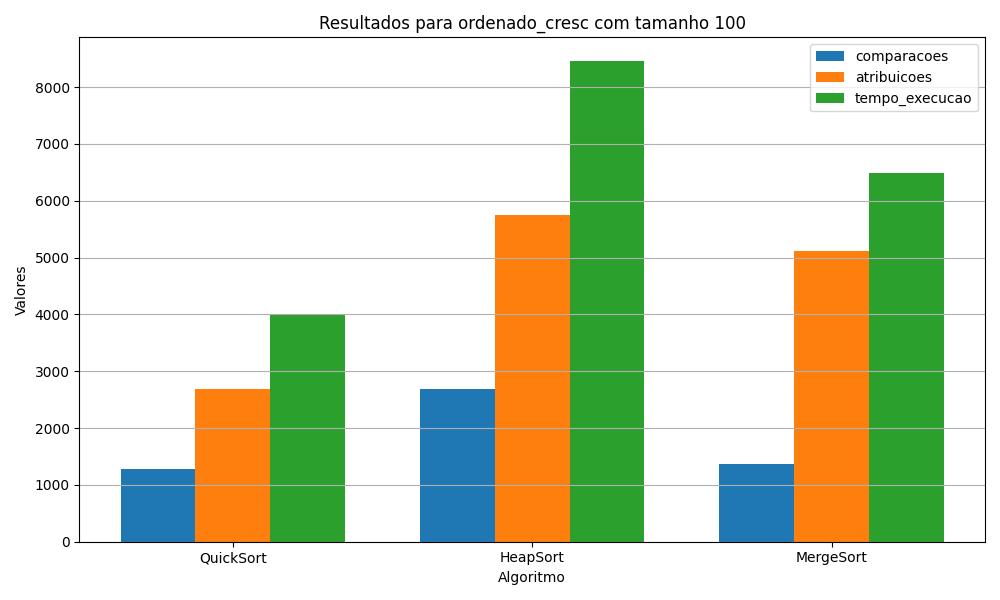 Resultados para ordenado_cresc com tamanho 100
comparacoes
atribuicoes
tempo_execucao
Valores
8000
7000
6000
5000
4000
3000
2000
1000
0
QuickSort
HeapSort
MergeSort
Algoritmo